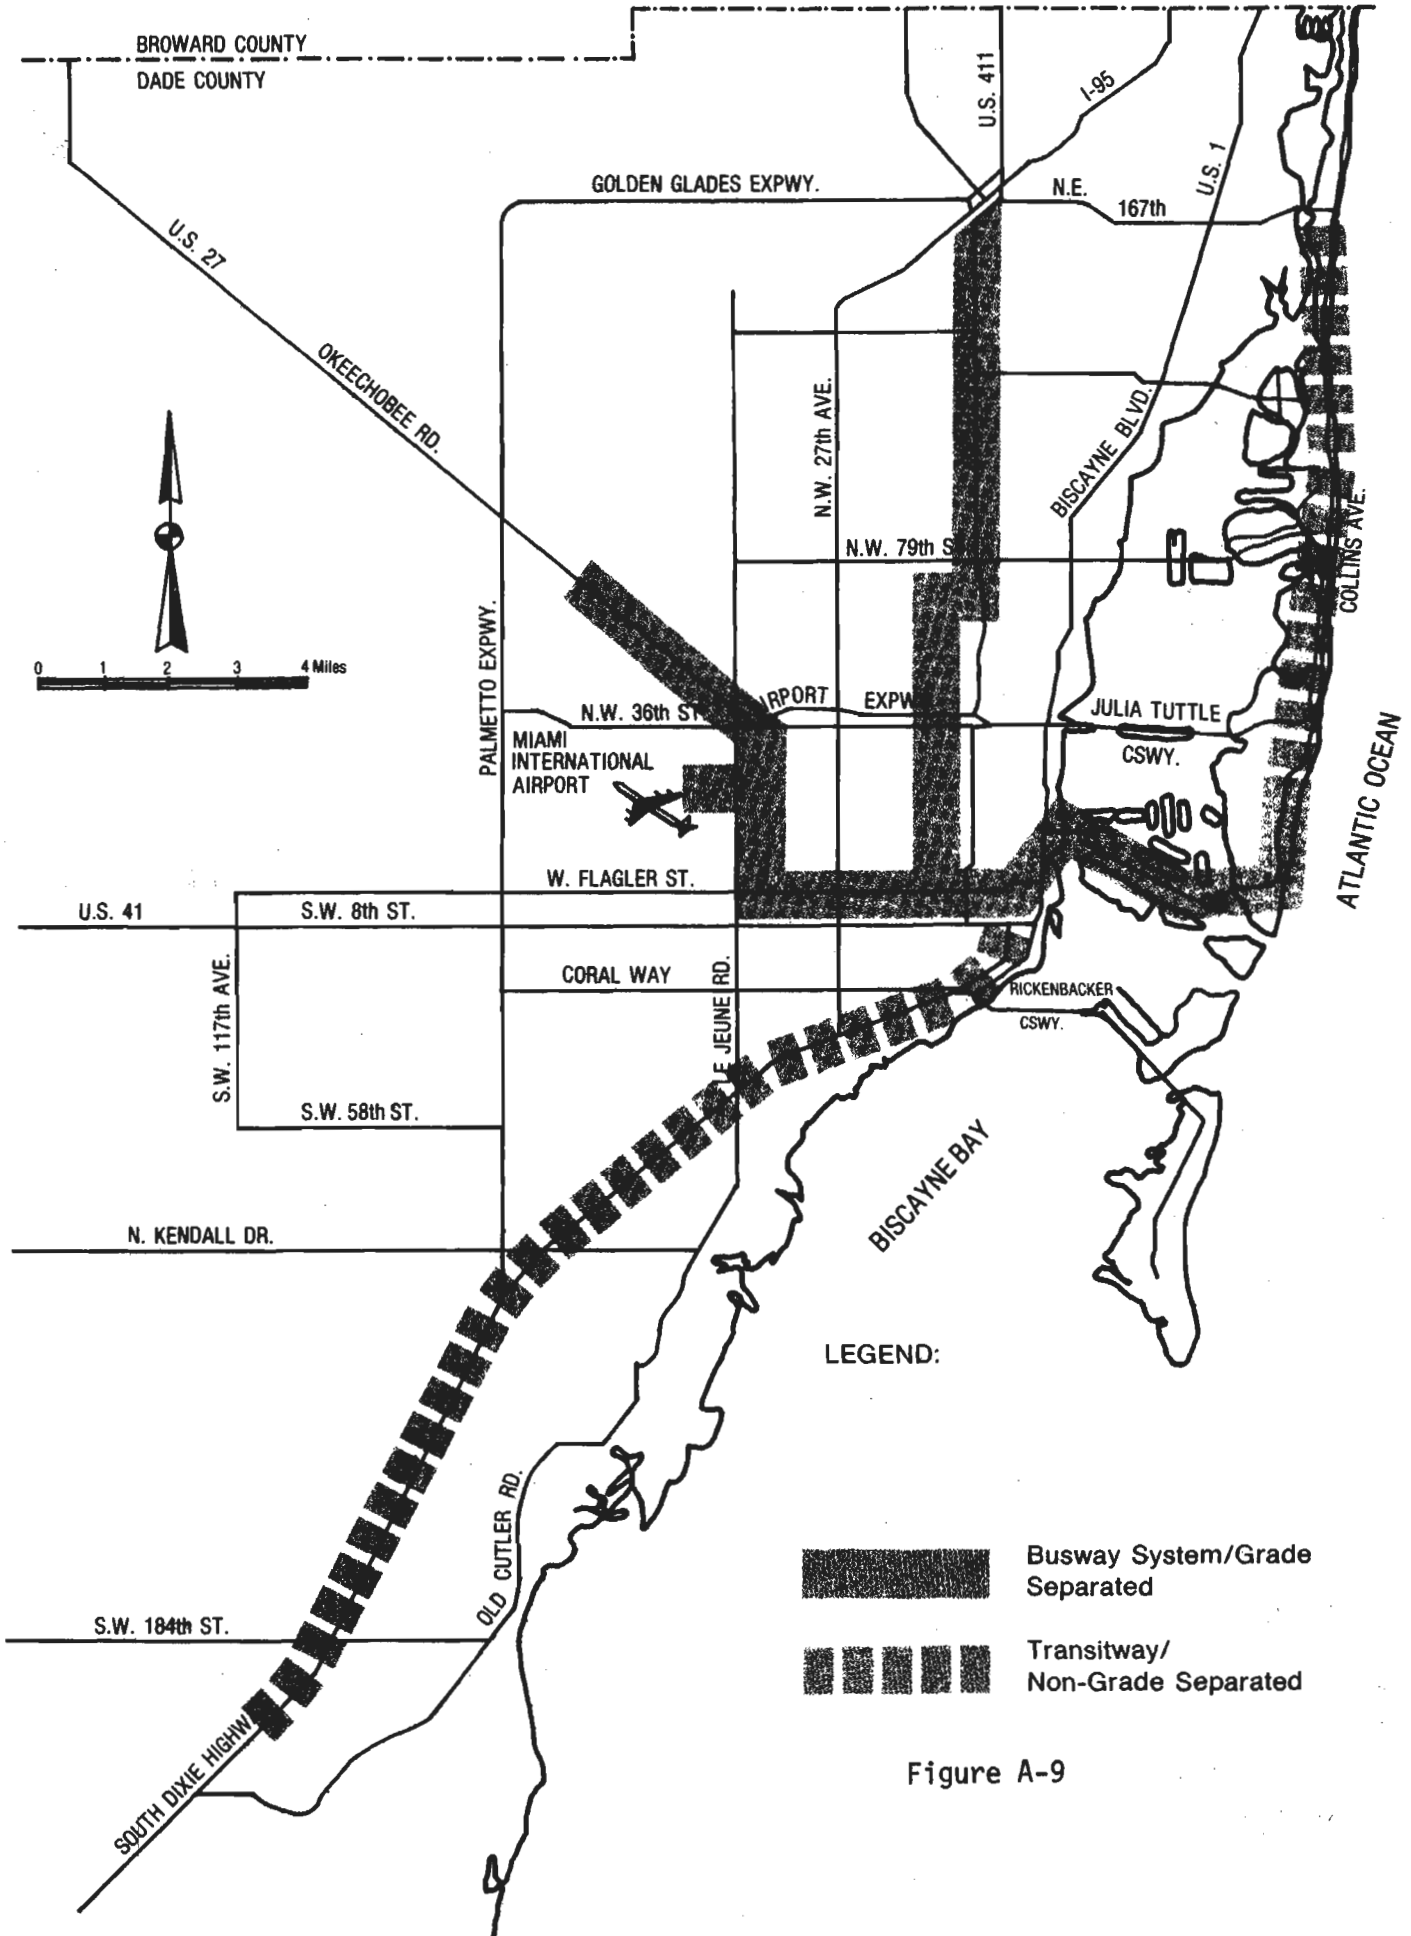 BROWARD COUNTY
DADE COUNTY
U.S. 411
I-95
U.S. 1
GOLDEN GLADES EXPWY.
N.E.
167th
U.S. 27
OKEECHOBEE RD.
N.W. 27th AVE.
BISCAYNE BLVD.
COLLINS AVE.
N.W. 79th S
PALMETTO EXPWY.
0 1 2 3 4 Miles
N.W. 36th ST
IRPORT EXPW
JULIA TUTTLE
CSWY.
MIAMI
INTERNATIONAL
AIRPORT
ATLANTIC OCEAN
W. FLAGLER ST.
U.S. 41
S.W. 8th ST.
S.W. 117th AVE.
CORAL WAY
LE JEUNE RD.
RICKENBACKER
CSWY.
S.W. 58th ST.
BISCAYNE BAY
N. KENDALL DR.
LEGEND:
OLD CUTLER RD.
Busway System/Grade
Separated
S.W. 184th ST.
Transitway/
Non-Grade Separated
SOUTH DIXIE HIGHW
Figure A-9